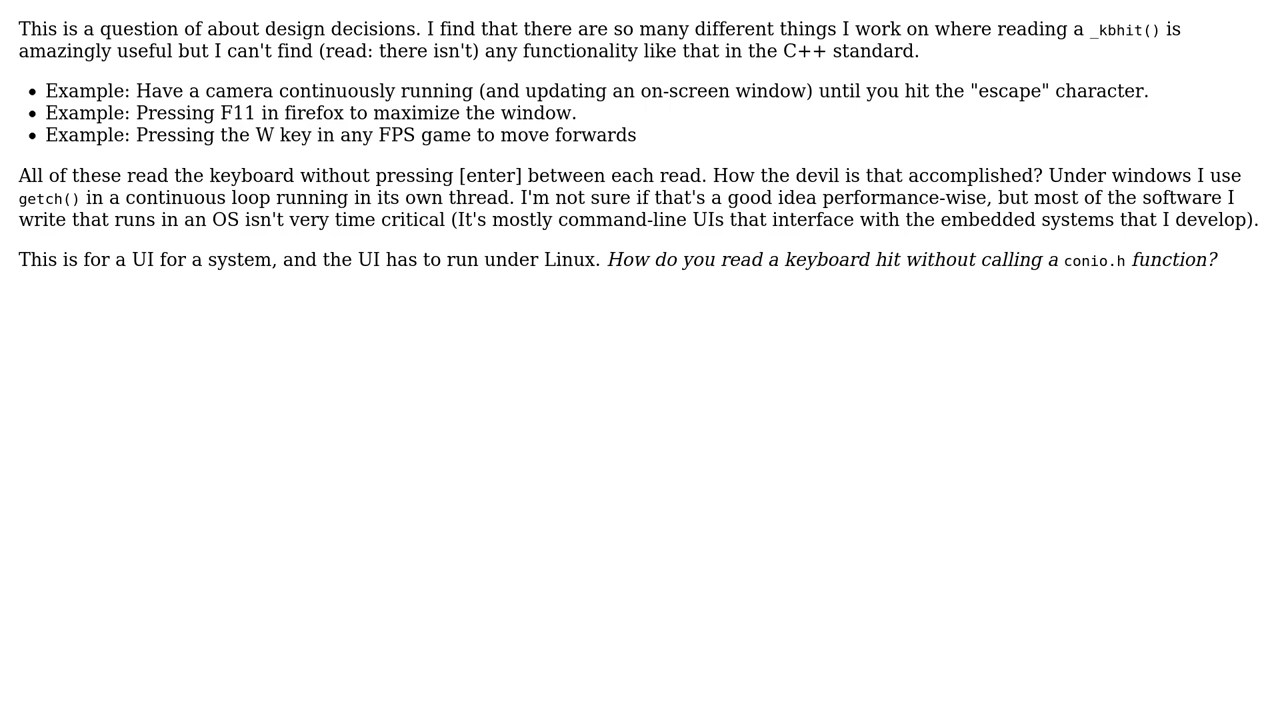 This is a question of about design decisions. I find that there are so many different things I work on where reading a _kbhit() is
amazingly useful but I can't find (read: there isn't) any functionality like that in the C++ standard.
• Example: Have a camera continuously running (and updating an on-screen window) until you hit the "escape" character.
• Example: Pressing F11 in firefox to maximize the window.
• Example: Pressing the W key in any FPS game to move forwards
All of these read the keyboard without pressing [enter] between each read. How the devil is that accomplished? Under windows I use
getch() in a continuous loop running in its own thread. I'm not sure if that's a good idea performance-wise, but most of the software I
write that runs in an OS isn't very time critical (It's mostly command-line UIs that interface with the embedded systems that I develop).
This is for a UI for a system, and the UI has to run under Linux. How do you read a keyboard hit without calling a conio.h function?